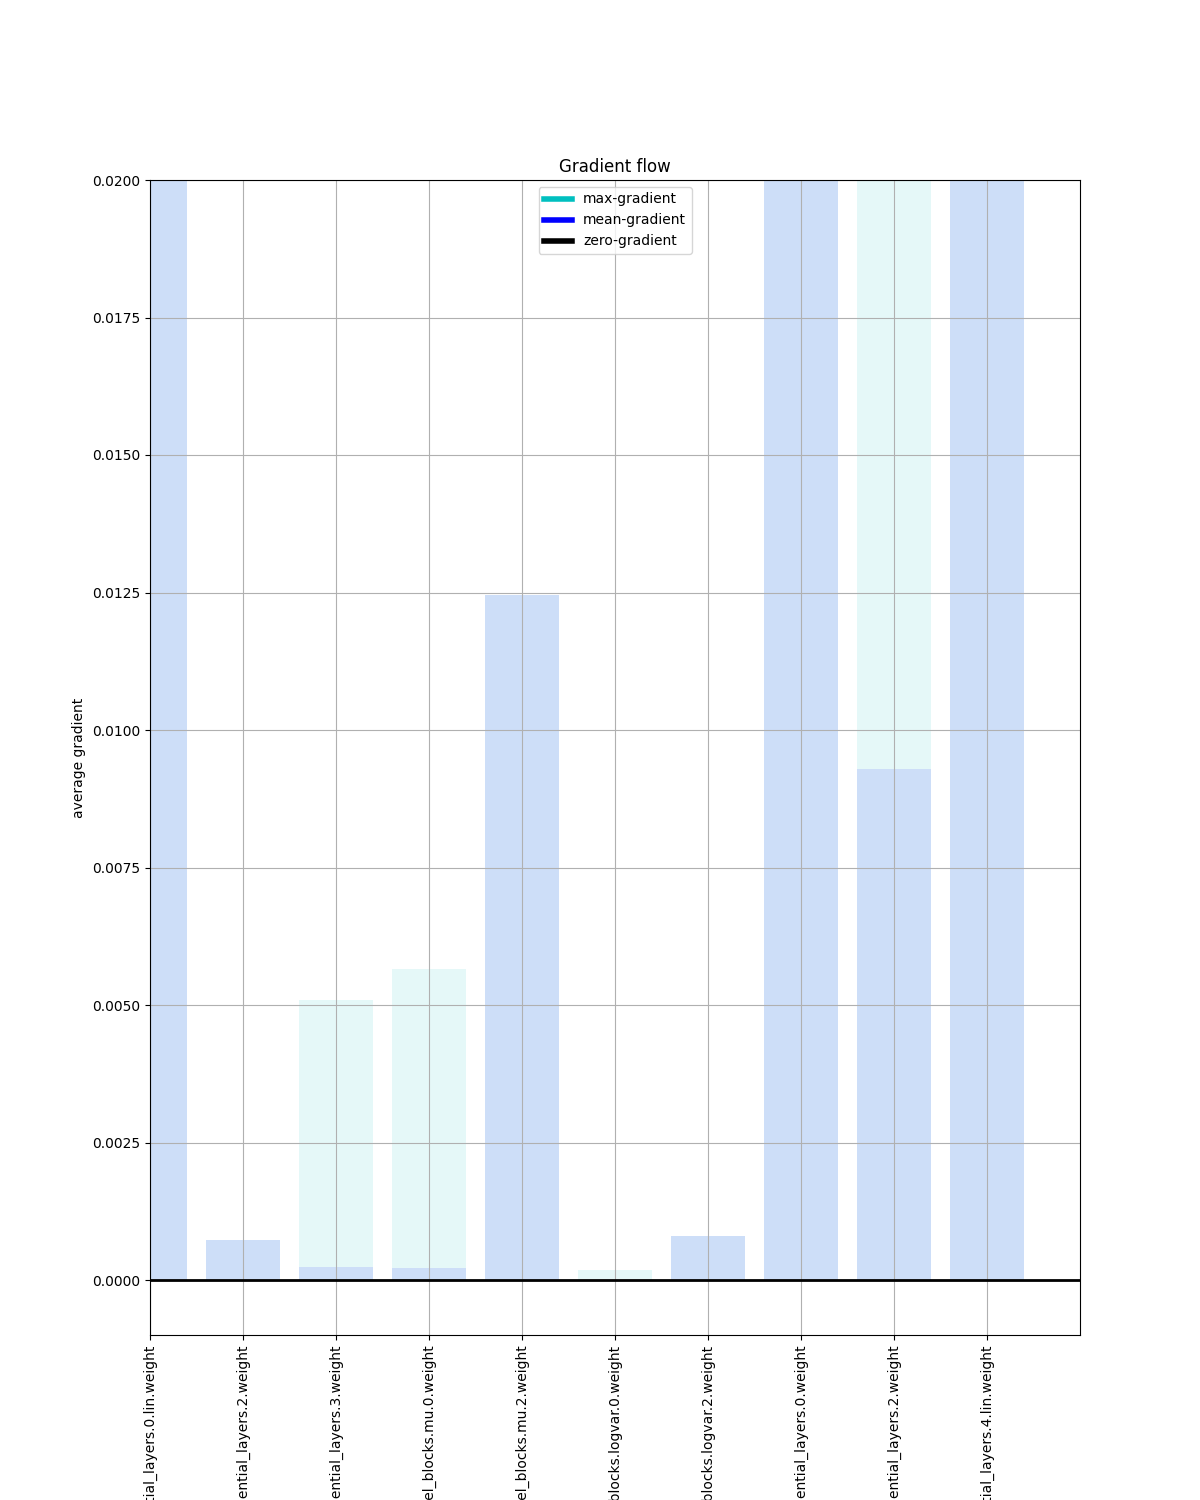 Gradient flow
max-gradient
mean-gradient
zero-gradient
average gradient
0.0200
0.0175
0.0150
0.0125
0.0100
0.0075
0.0050
0.0025
0.0000
tial_layers.0.lin.weight
ential_layers.2.weight
ential_layers.3.weight
el_blocks.mu.0.weight
el_blocks.mu.2.weight
blocks.logvar.0.weight
blocks.logvar.2.weight
ential_layers.0.weight
ential_layers.2.weight
tial_layers.4.lin.weight